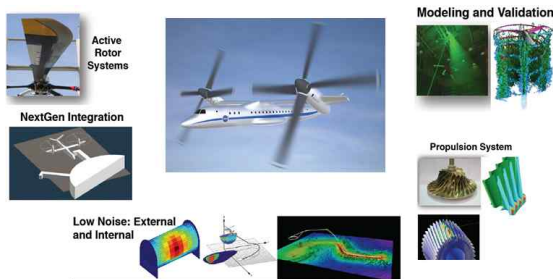 Active
Rotor
Systems
Modeling and Validation
NextGen Integration
Propulsion System
Low Noise: External
and Internal